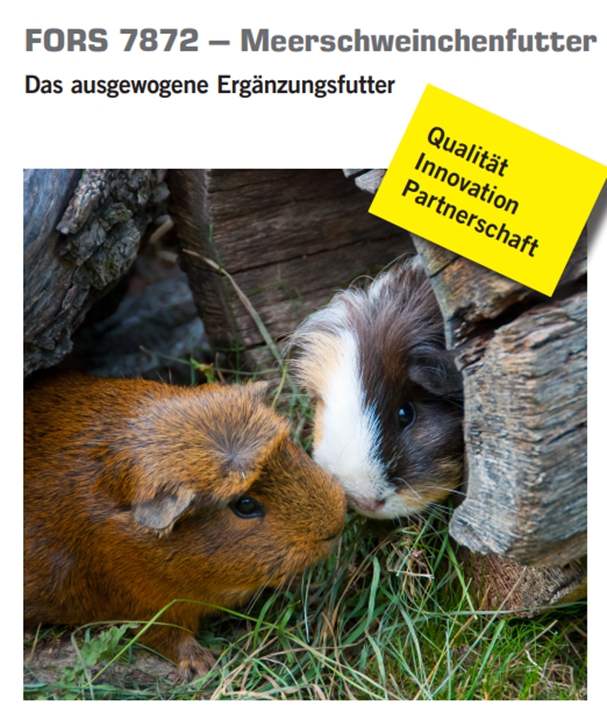 FORS 7872 – Meerschweinchenfutter
Das ausgewogene Ergänzungsfutter
Qualität
Innovation
Partnerschaft